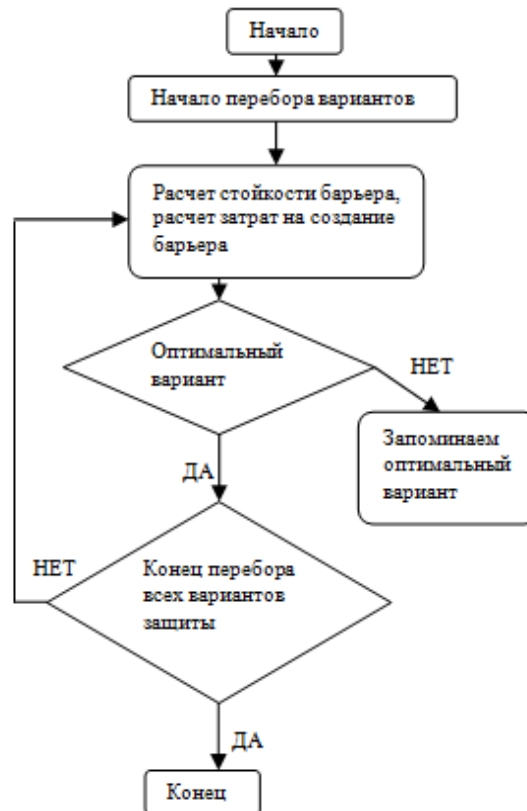 Начало
Начало перебора вариантов
Расчет стойкости барьера,
расчет затрат на создание
барьера
Оптимальный
вариант
НЕТ
Запоминаем
оптимальный
вариант
ДА
НЕТ
Конец перебора
всех вариантов
защиты
ДА
Конец